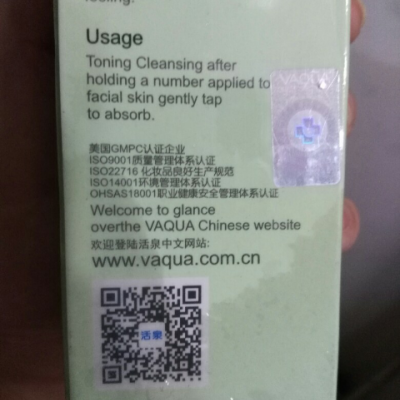 feeling.
Usage
Toning Cleansing after
holding a number applied to
facial skin gently tap
to absorb.
美国GMPC认证企业
ISO9001质量管理体系认证
ISO22716 化妆品良好生产规范
ISO14001环境管理体系认证
OHSAS18001职业健康安全管理体系认证
Welcome to glance
overthe VAQUA Chinese website
欢迎登陆活泉中文网站:
www.vaqua.com.cn
活泉